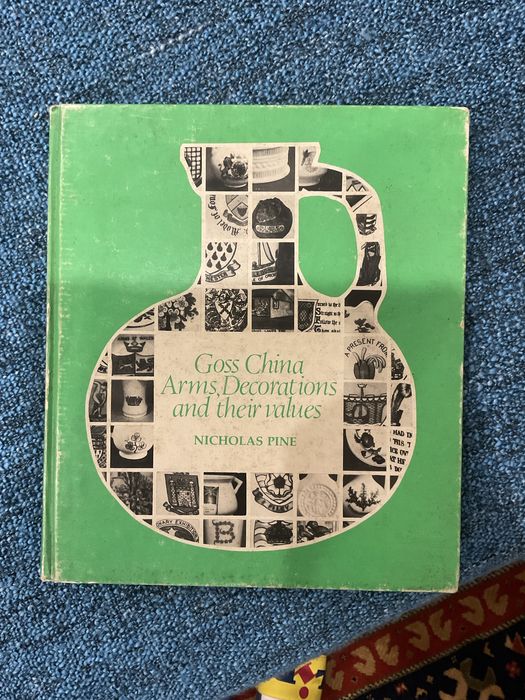 Goss China
Arms, Decorations
and their values
NICHOLAS PINE
A PRESENT FROM